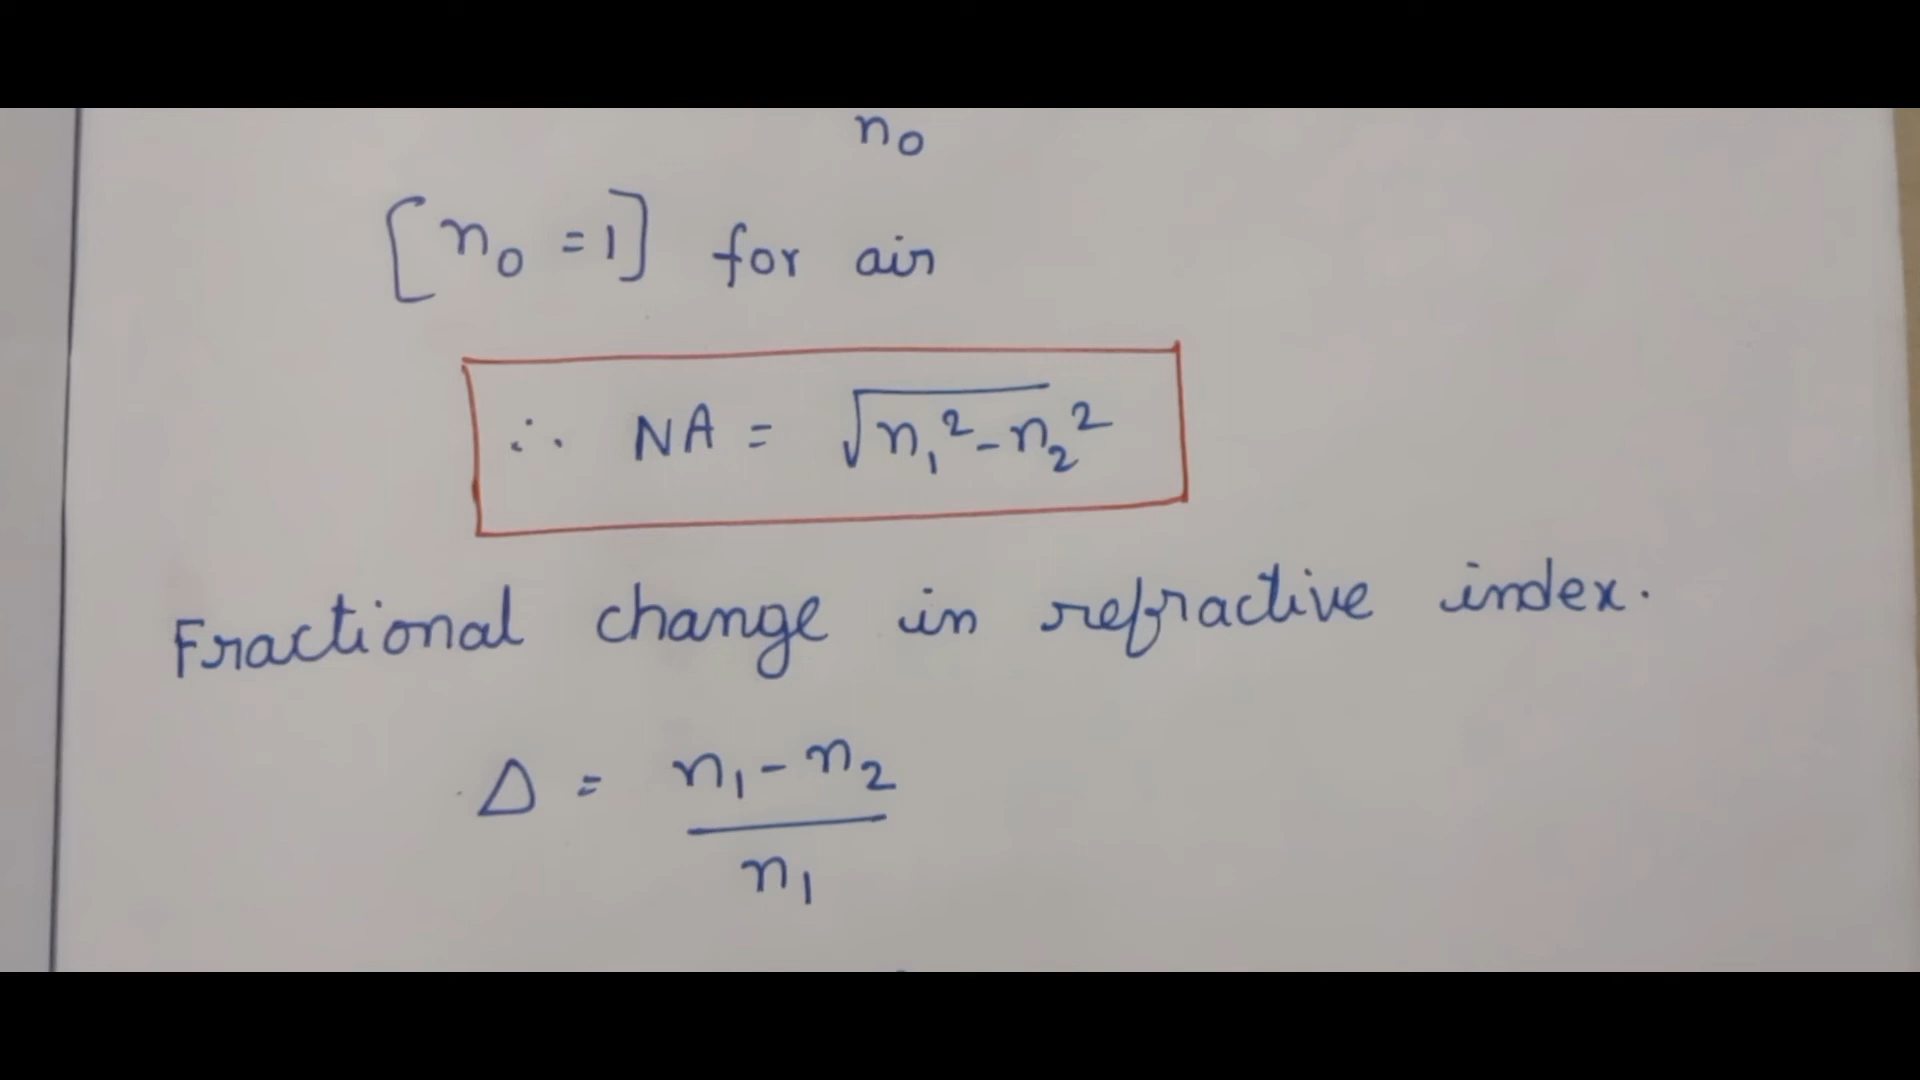 n₀
[n₀ = 1] for air
∴ NA = √n₁² - n₂²
Fractional change in refractive index.
Δ = n₁ - n₂
n₁